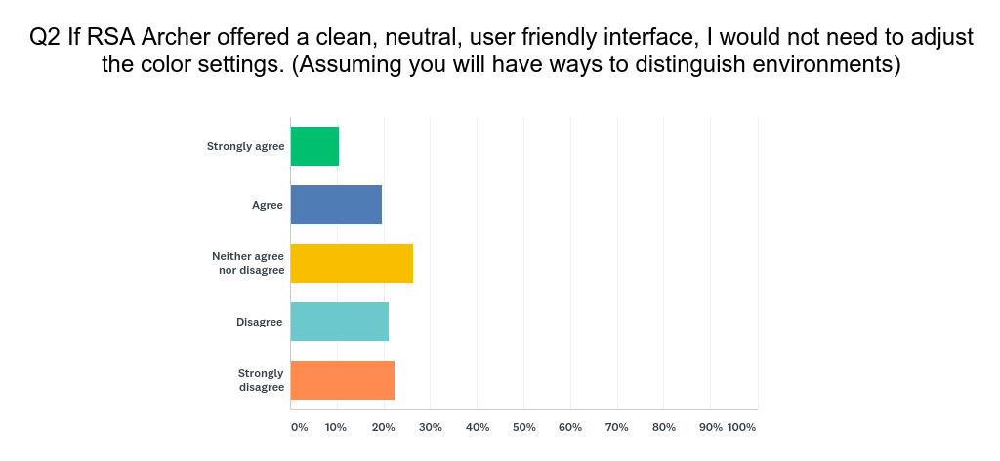 Q2 If RSA Archer offered a clean, neutral, user friendly interface, I would not need to adjust
the color settings. (Assuming you will have ways to distinguish environments)
Strongly agree
Agree
Neither agree
nor disagree
Disagree
Strongly
disagree
0% 10% 20% 30% 40% 50% 60% 70% 80% 90% 100%